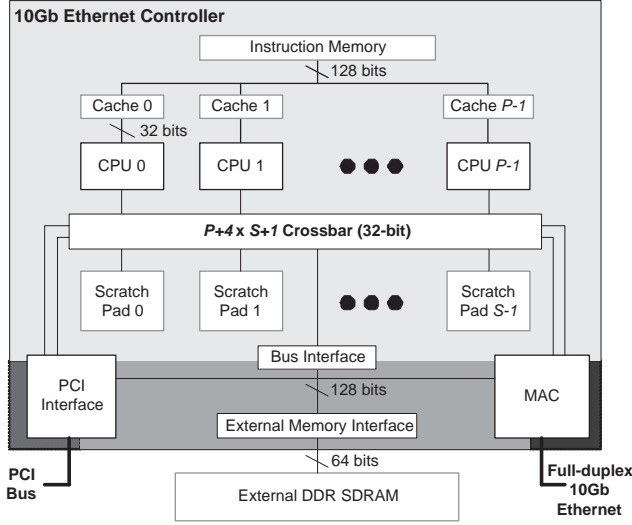 10Gb Ethernet Controller
Instruction Memory
128 bits
Cache 0
Cache 1
Cache P-1
32 bits
CPU 0
CPU 1
CPU P-1
P+4 x S+1 Crossbar (32-bit)
Scratch
Pad 0
Scratch
Pad 1
Scratch
Pad S-1
Bus Interface
PCI
Interface
128 bits
MAC
External Memory Interface
PCI
Bus
64 bits
Full-duplex
10Gb
Ethernet
External DDR SDRAM